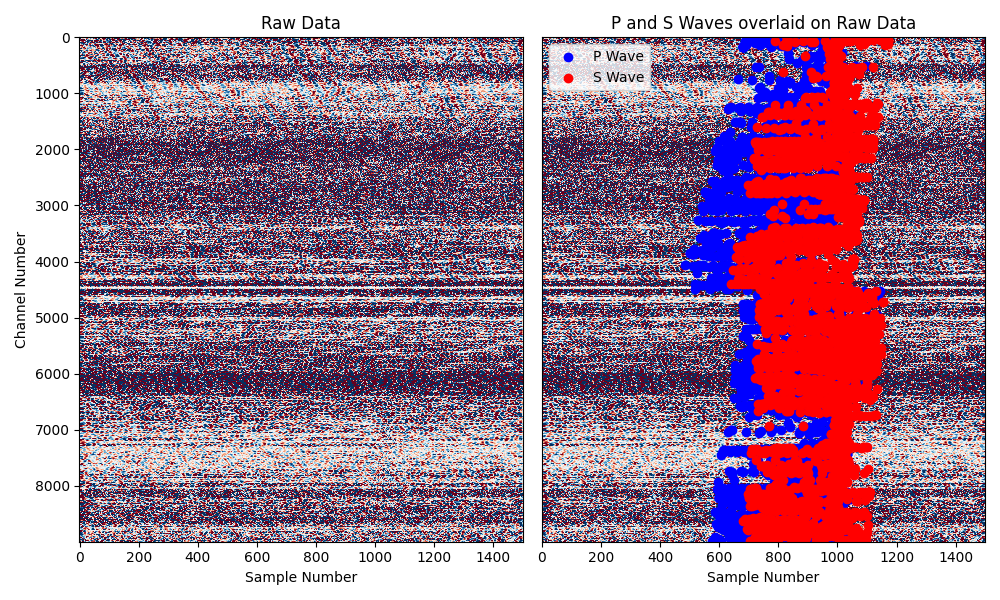 Raw Data
Channel Number
0
1000
2000
3000
4000
5000
6000
7000
8000
0 200 400 600 800 1000 1200 1400
Sample Number
P and S Waves overlaid on Raw Data
P Wave
S Wave
0 200 400 600 800 1000 1200 1400
Sample Number